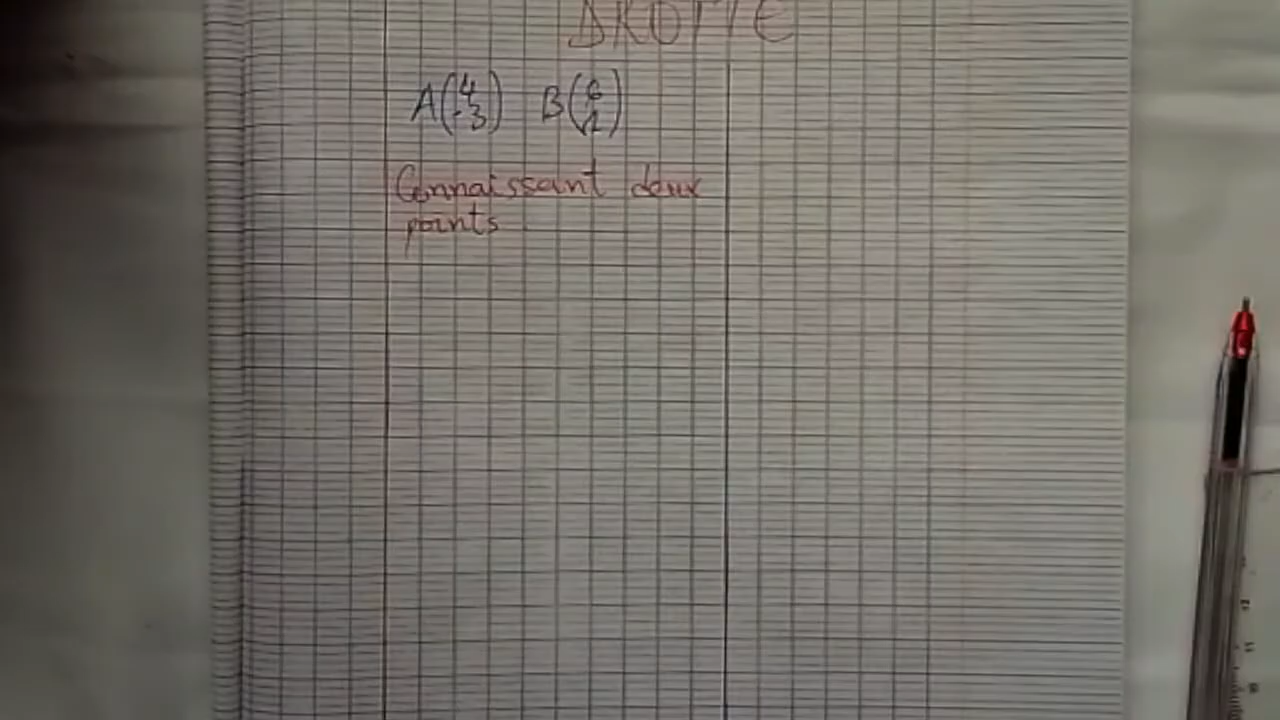 DROITE
A(4 -3) B(6 1)
Connaissant deux
points